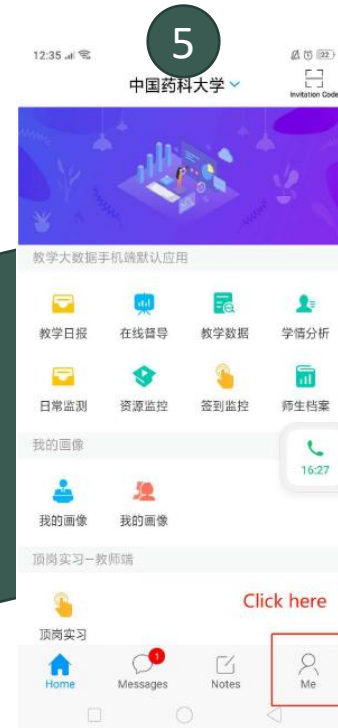 5
12:35
22
中国药科大学
Invitation Code
教学大数据手机端默认应用
教学日报 在线督导 教学数据 学情分析
日常监测 资源监控 签到监控 师生档案
我的画像
16:27
我的画像 我的画像
顶岗实习—教师端
Click here
顶岗实习
1
Home Messages Notes Me